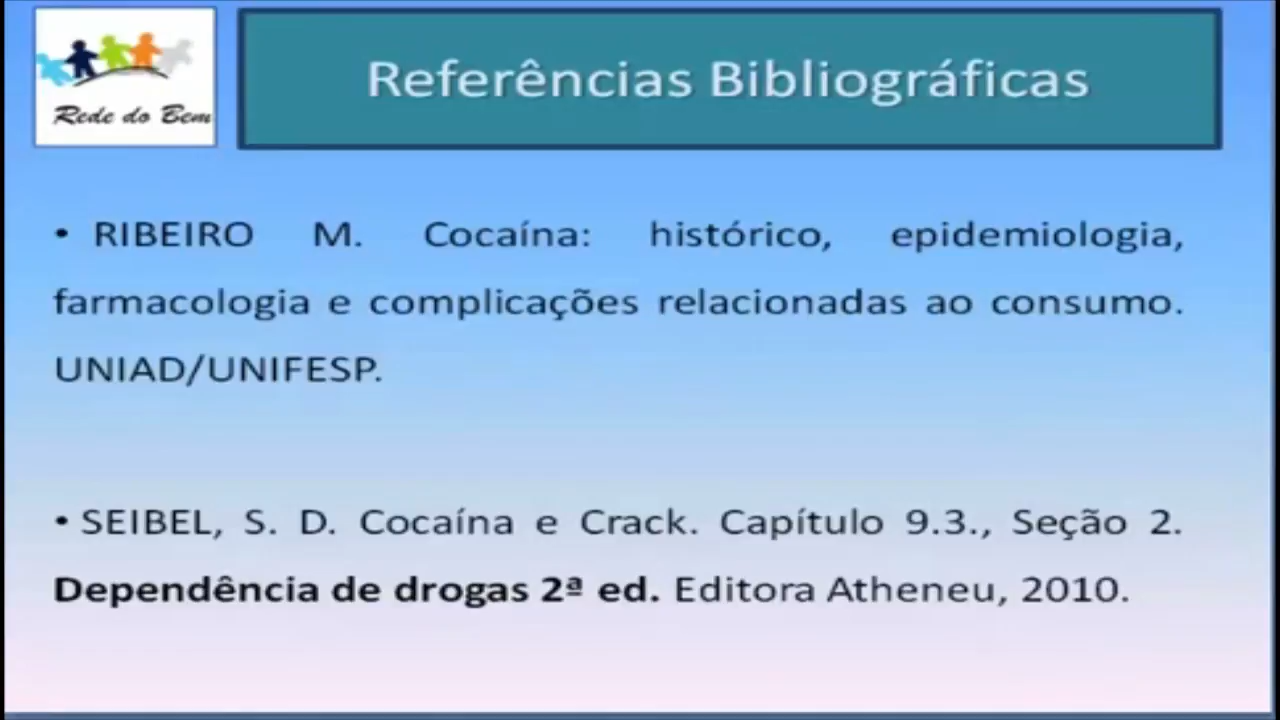 Rede do Bem
Referências Bibliográficas
• RIBEIRO M. Cocaína: histórico, epidemiologia,
farmacologia e complicações relacionadas ao consumo.
UNIAD/UNIFESP.
• SEIBEL, S. D. Cocaína e Crack. Capítulo 9.3., Seção 2.
Dependência de drogas 2ª ed. Editora Atheneu, 2010.